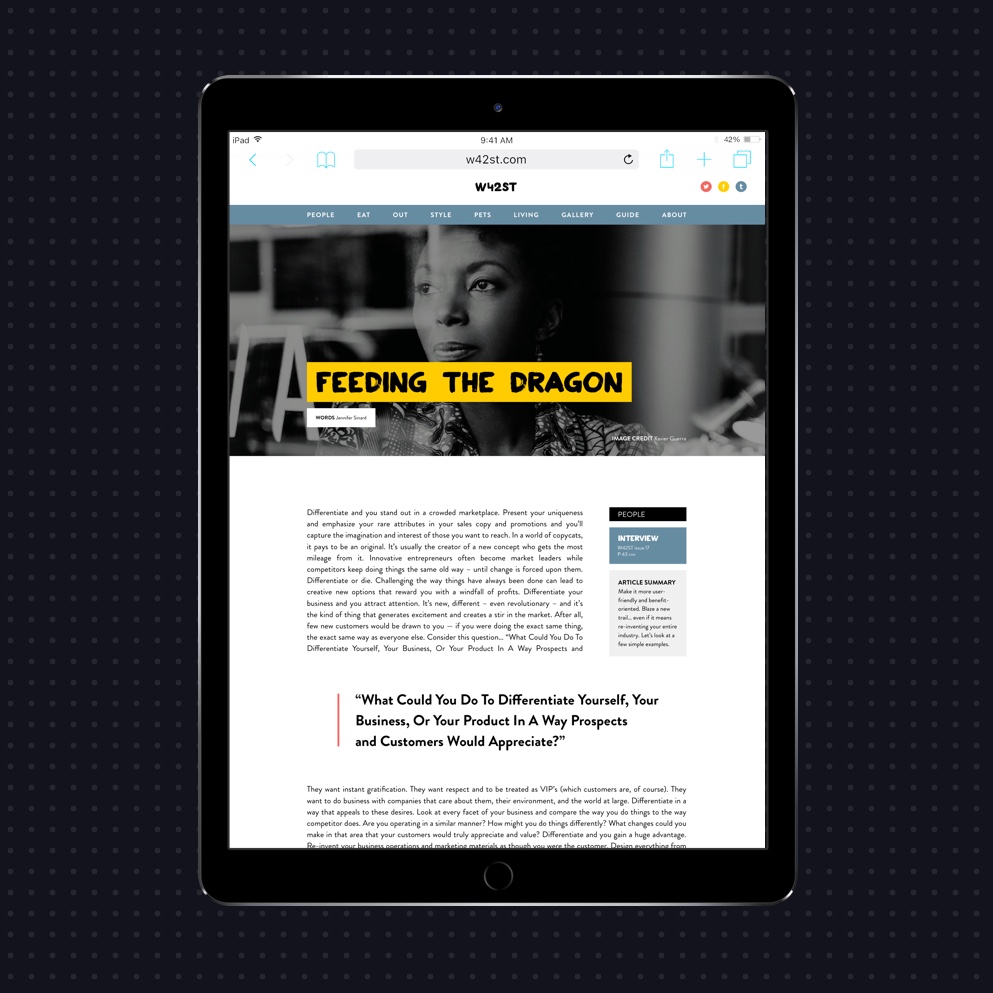 iPad
9:41 AM
42%
w42st.com
W42ST
PEOPLE EAT OUT STYLE PETS LIVING GALLERY GUIDE ABOUT
FEEDING THE DRAGON
WORDS Jennifer Sinard
IMAGE CREDIT Xavier Guerra
Differentiate and you stand out in a crowded marketplace. Present your uniqueness
and emphasize your rare attributes in your sales copy and promotions and you'll
capture the imagination and interest of those you want to reach. In a world of copycats,
it pays to be an original. It's usually the creator of a new concept who gets the most
mileage from it. Innovative entrepreneurs often become market leaders while
competitors keep doing things the same old way – until change is forced upon them.
Differentiate or die. Challenging the way things have always been done can lead to
creative new options that reward you with a windfall of profits. Differentiate your
business and you attract attention. It's new, different – even revolutionary – and it's
the kind of thing that generates excitement and creates a stir in the market. After all,
few new customers would be drawn to you — if you were doing the exact same thing,
the exact same way as everyone else. Consider this question… “What Could You Do To
Differentiate Yourself, Your Business, Or Your Product In A Way Prospects and
PEOPLE
INTERVIEW
W42ST issue 17
P 43
ARTICLE SUMMARY
Make it more user-
friendly and benefit-
oriented. Blaze a new
trail… even if it means
re-inventing your entire
industry. Let's look at a
few simple examples.
“What Could You Do To Differentiate Yourself, Your
Business, Or Your Product In A Way Prospects
and Customers Would Appreciate?”
They want instant gratification. They want respect and to be treated as VIP's (which customers are, of course). They
want to do business with companies that care about them, their environment, and the world at large. Differentiate in a
way that appeals to these desires. Look at every facet of your business and compare the way you do things to the way
competitor does. Are you operating in a similar manner? How might you do things differently? What changes could you
make in that area that your customers would truly appreciate and value? Differentiate and you gain a huge advantage.
Re-invent your business operations and marketing materials as though you were the customer. Design everything from